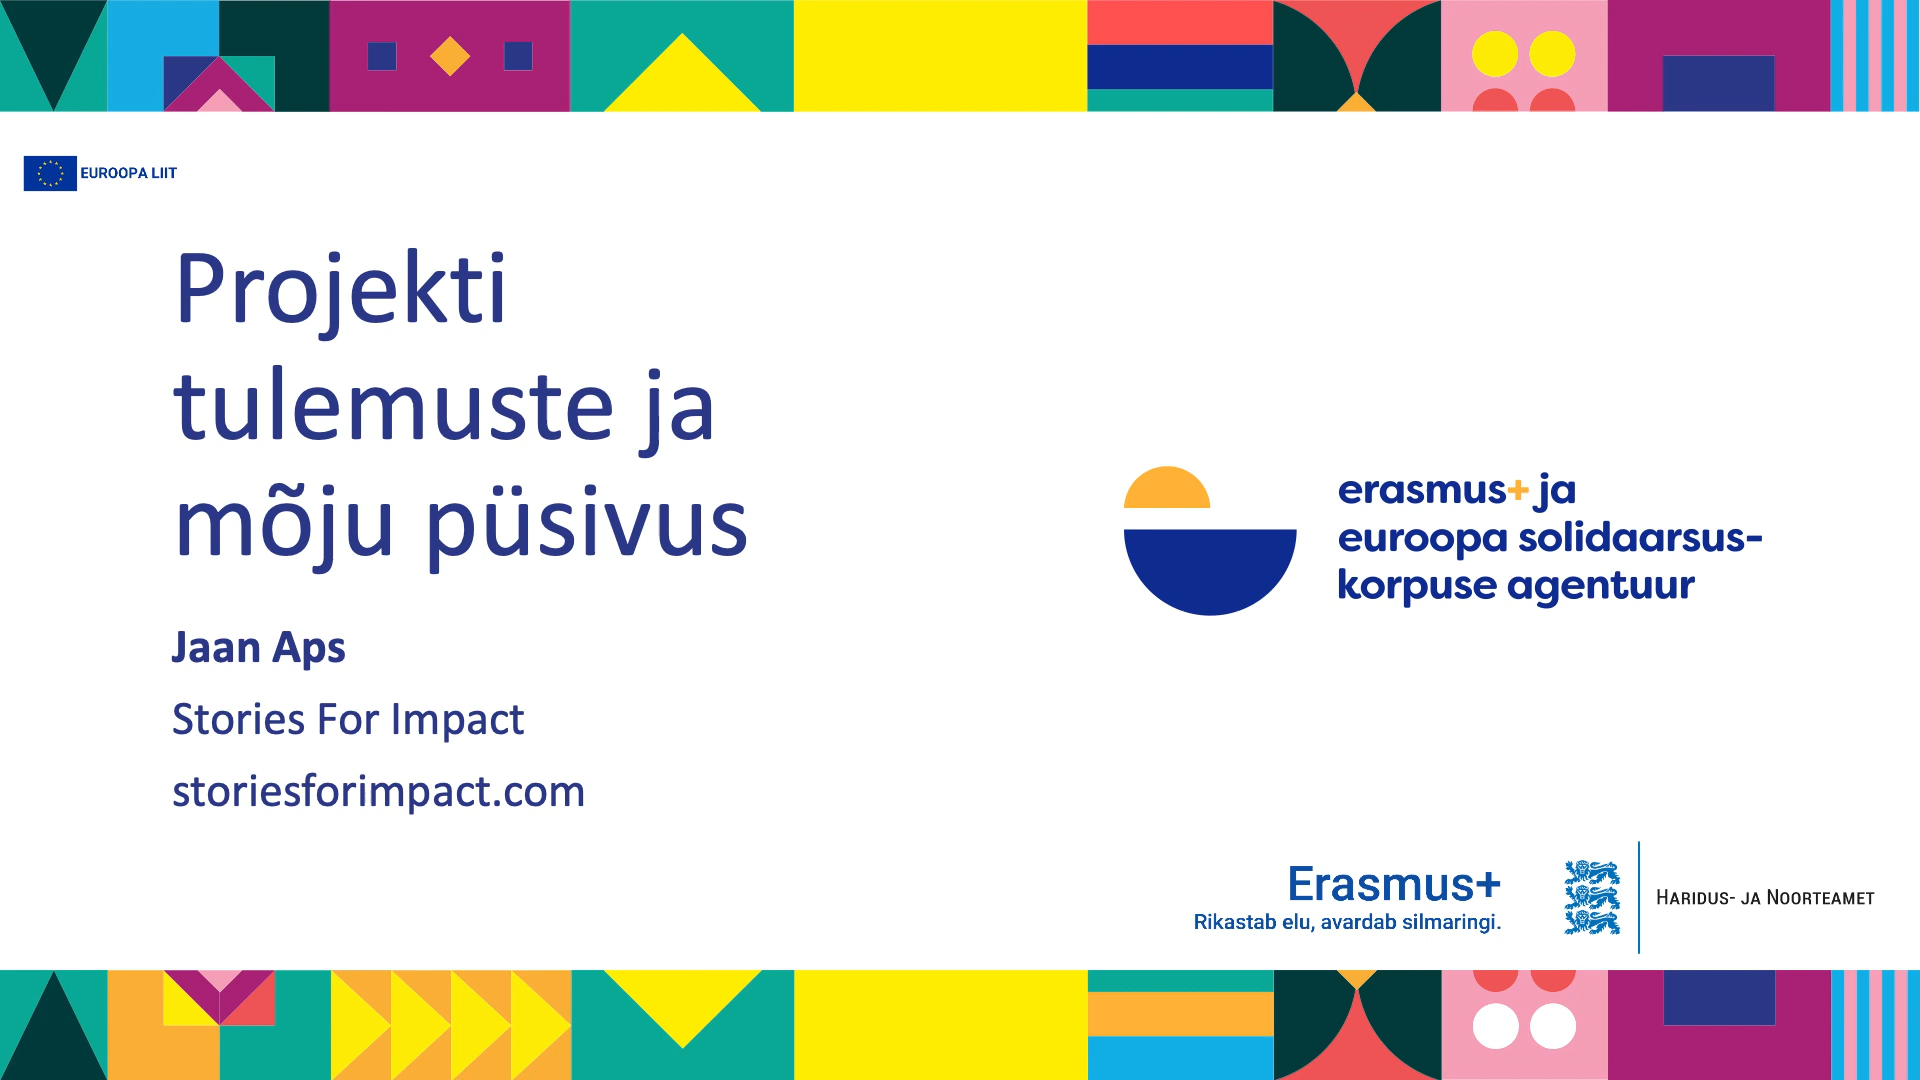 EUROOPA LIIT
Projekti
tulemuste ja
mõju püsivus
Jaan Aps
Stories For Impact
storiesforimpact.com
erasmus+ ja
euroopa solidaarsus-
korpuse agentuur
Erasmus+
Rikastab elu, avardab silmaringi.
HARIDUS- JA NOORTEAMET